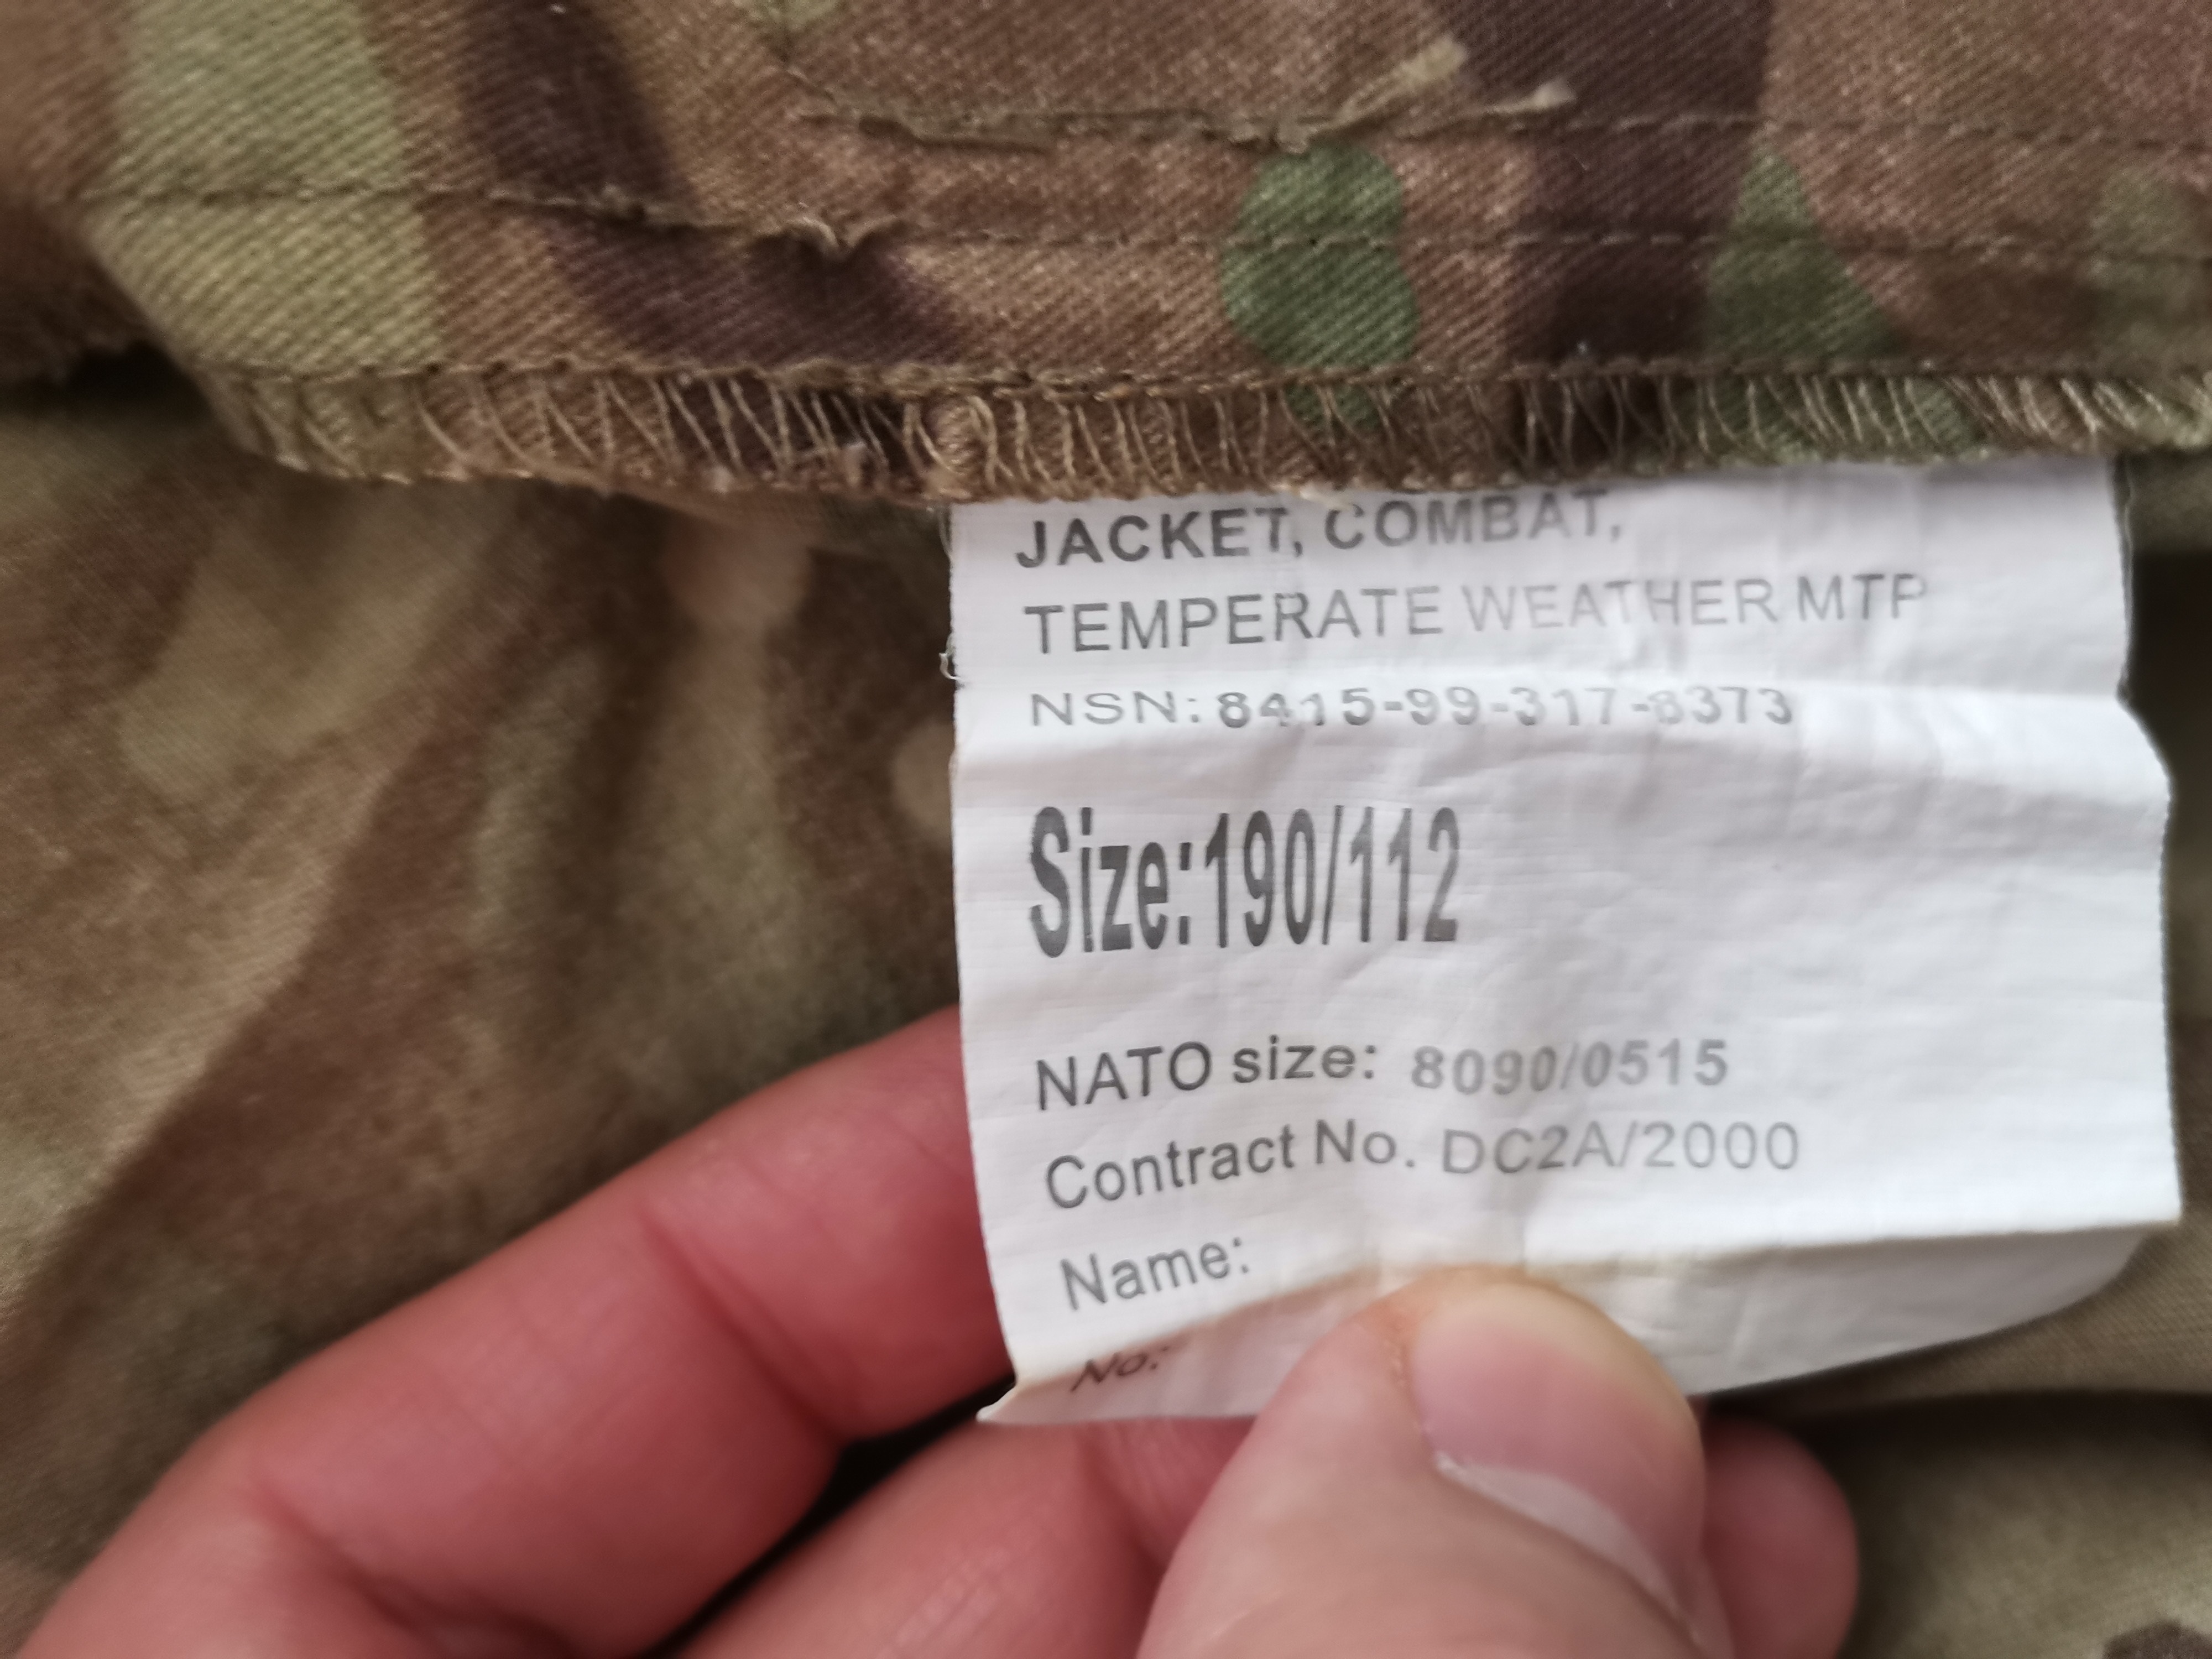 JACKET, COMBAT,
TEMPERATE WEATHER MTP
NSN: 8415-99-317-8373
Size:190/112
NATO size: 8090/0515
Contract No. DC2A/2000
Name:
No: